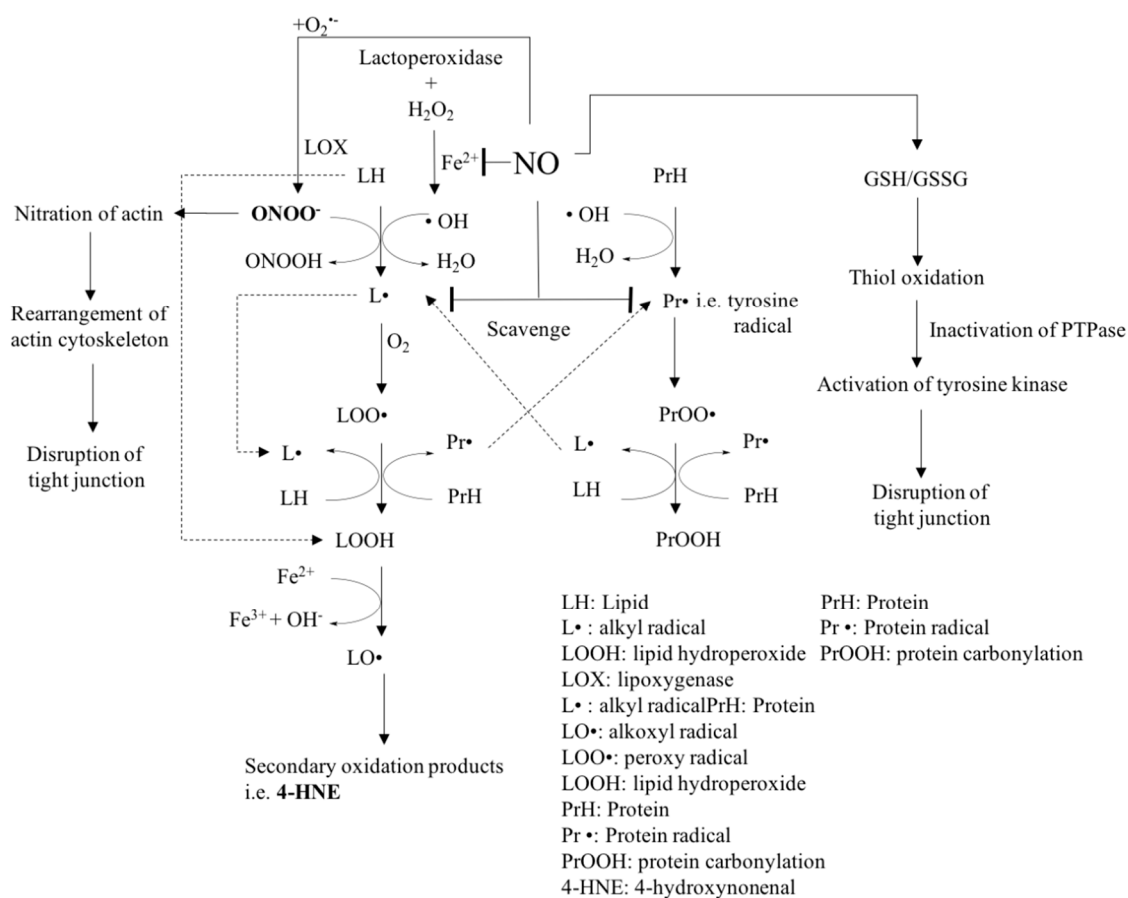 +O₂•⁻
Lactoperoxidase
+
H₂O₂
LOX
Fe²⁺
NO
LH
PrH
GSH/GSSG
Nitration of actin
ONOO⁻
• OH
• OH
ONOOH
H₂O
H₂O
Thiol oxidation
L•
Pr• i.e. tyrosine
radical
Rearrangement of
actin cytoskeleton
Scavenge
Inactivation of PTPase
O₂
Activation of tyrosine kinase
LOO•
PrOO•
Disruption of
tight junction
L•
Pr•
L•
Pr•
LH
PrH
LH
PrH
Disruption of
tight junction
LOOH
PrOOH
Fe²⁺
Fe³⁺ + OH⁻
LO•
Secondary oxidation products
i.e. 4-HNE
LH: Lipid
L• : alkyl radical
LOOH: lipid hydroperoxide
LOX: lipoxygenase
L• : alkyl radicalPrH: Protein
LO•: alkoxyl radical
LOO•: peroxy radical
LOOH: lipid hydroperoxide
PrH: Protein
Pr •: Protein radical
PrOOH: protein carbonylation
4-HNE: 4-hydroxynonenal
PrH: Protein
Pr •: Protein radical
PrOOH: protein carbonylation